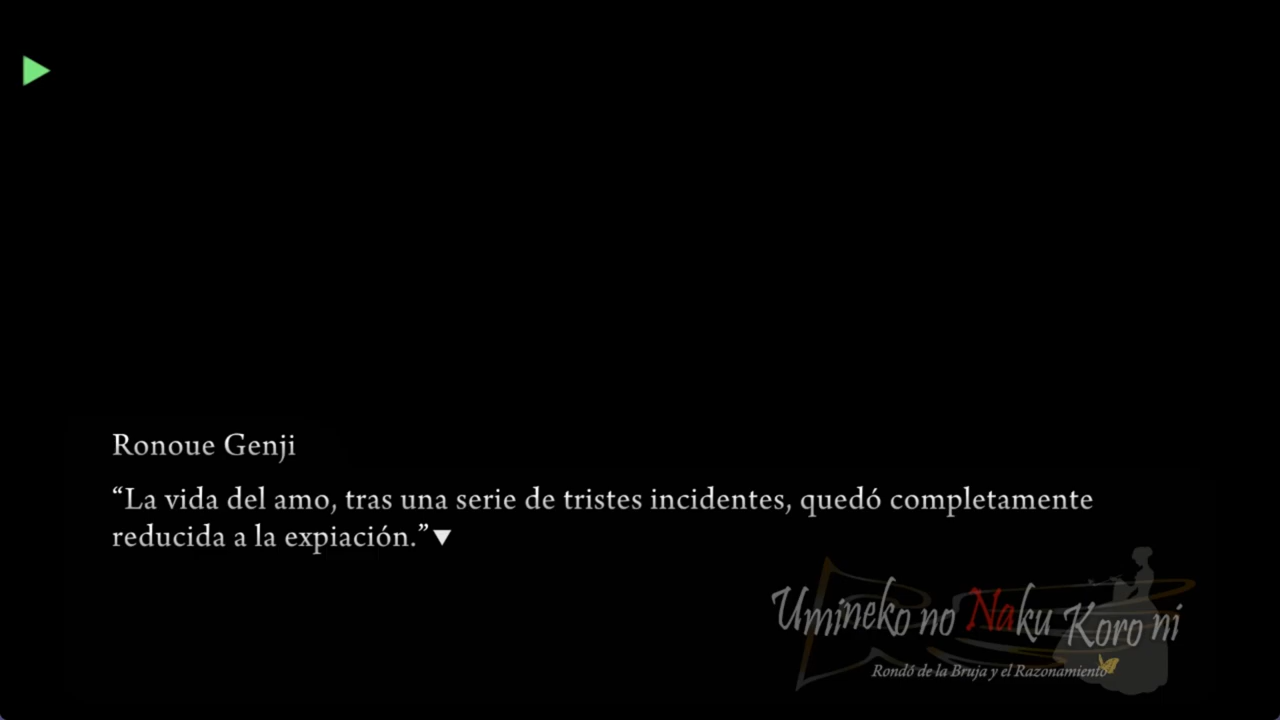 Ronoue Genji
“La vida del amo, tras una serie de tristes incidentes, quedó completamente
reducida a la expiación.”
Umineko no Naku Koro ni
Rondó de la Bruja y el Razonamiento